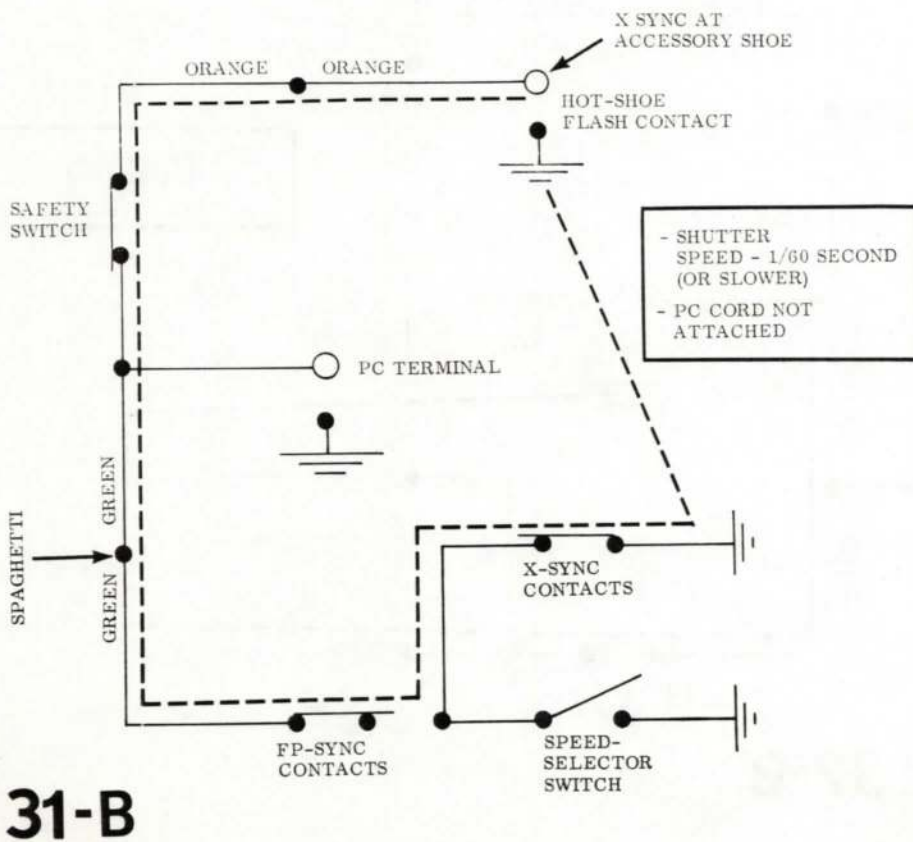 X SYNC AT
ACCESSORY SHOE
ORANGE
ORANGE
HOT-SHOE
FLASH CONTACT
SAFETY
SWITCH
- SHUTTER
SPEED - 1/60 SECOND
(OR SLOWER)
- PC CORD NOT
ATTACHED
PC TERMINAL
GREEN
SPAGHETTI
GREEN
X-SYNC
CONTACTS
FP-SYNC
CONTACTS
SPEED-
SELECTOR
SWITCH
31-B